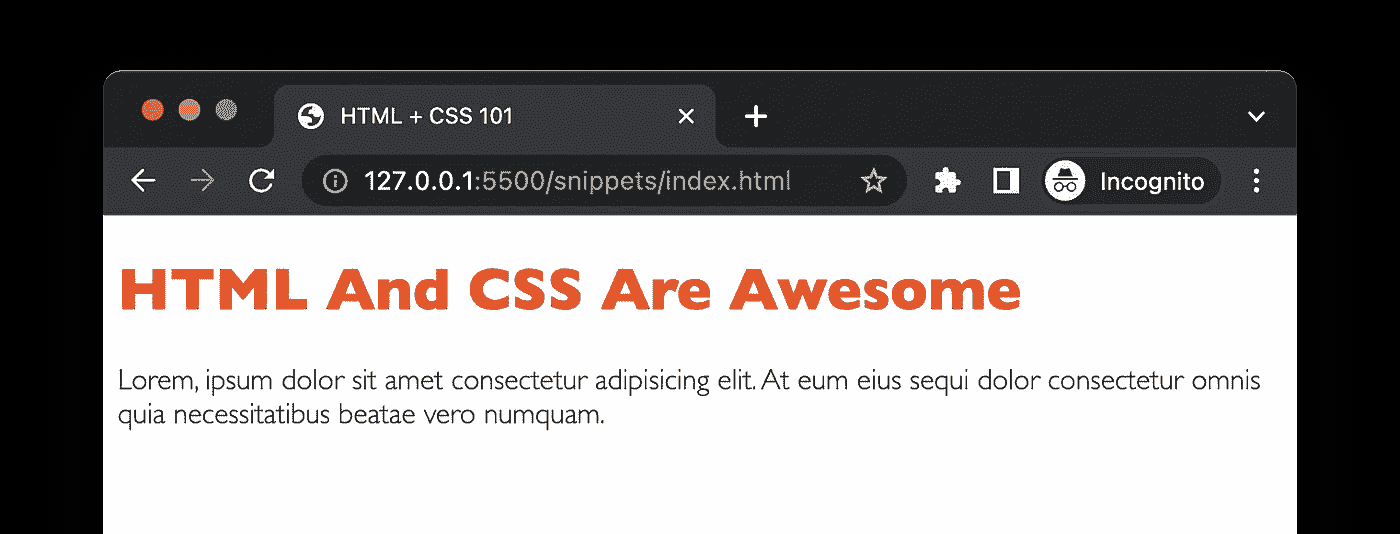 HTML + CSS 101
127.0.0.1:5500/snippets/index.html
Incognito
HTML And CSS Are Awesome
Lorem, ipsum dolor sit amet consectetur adipisicing elit. At eum eius sequi dolor consectetur omnis
quia necessitatibus beatae vero numquam.